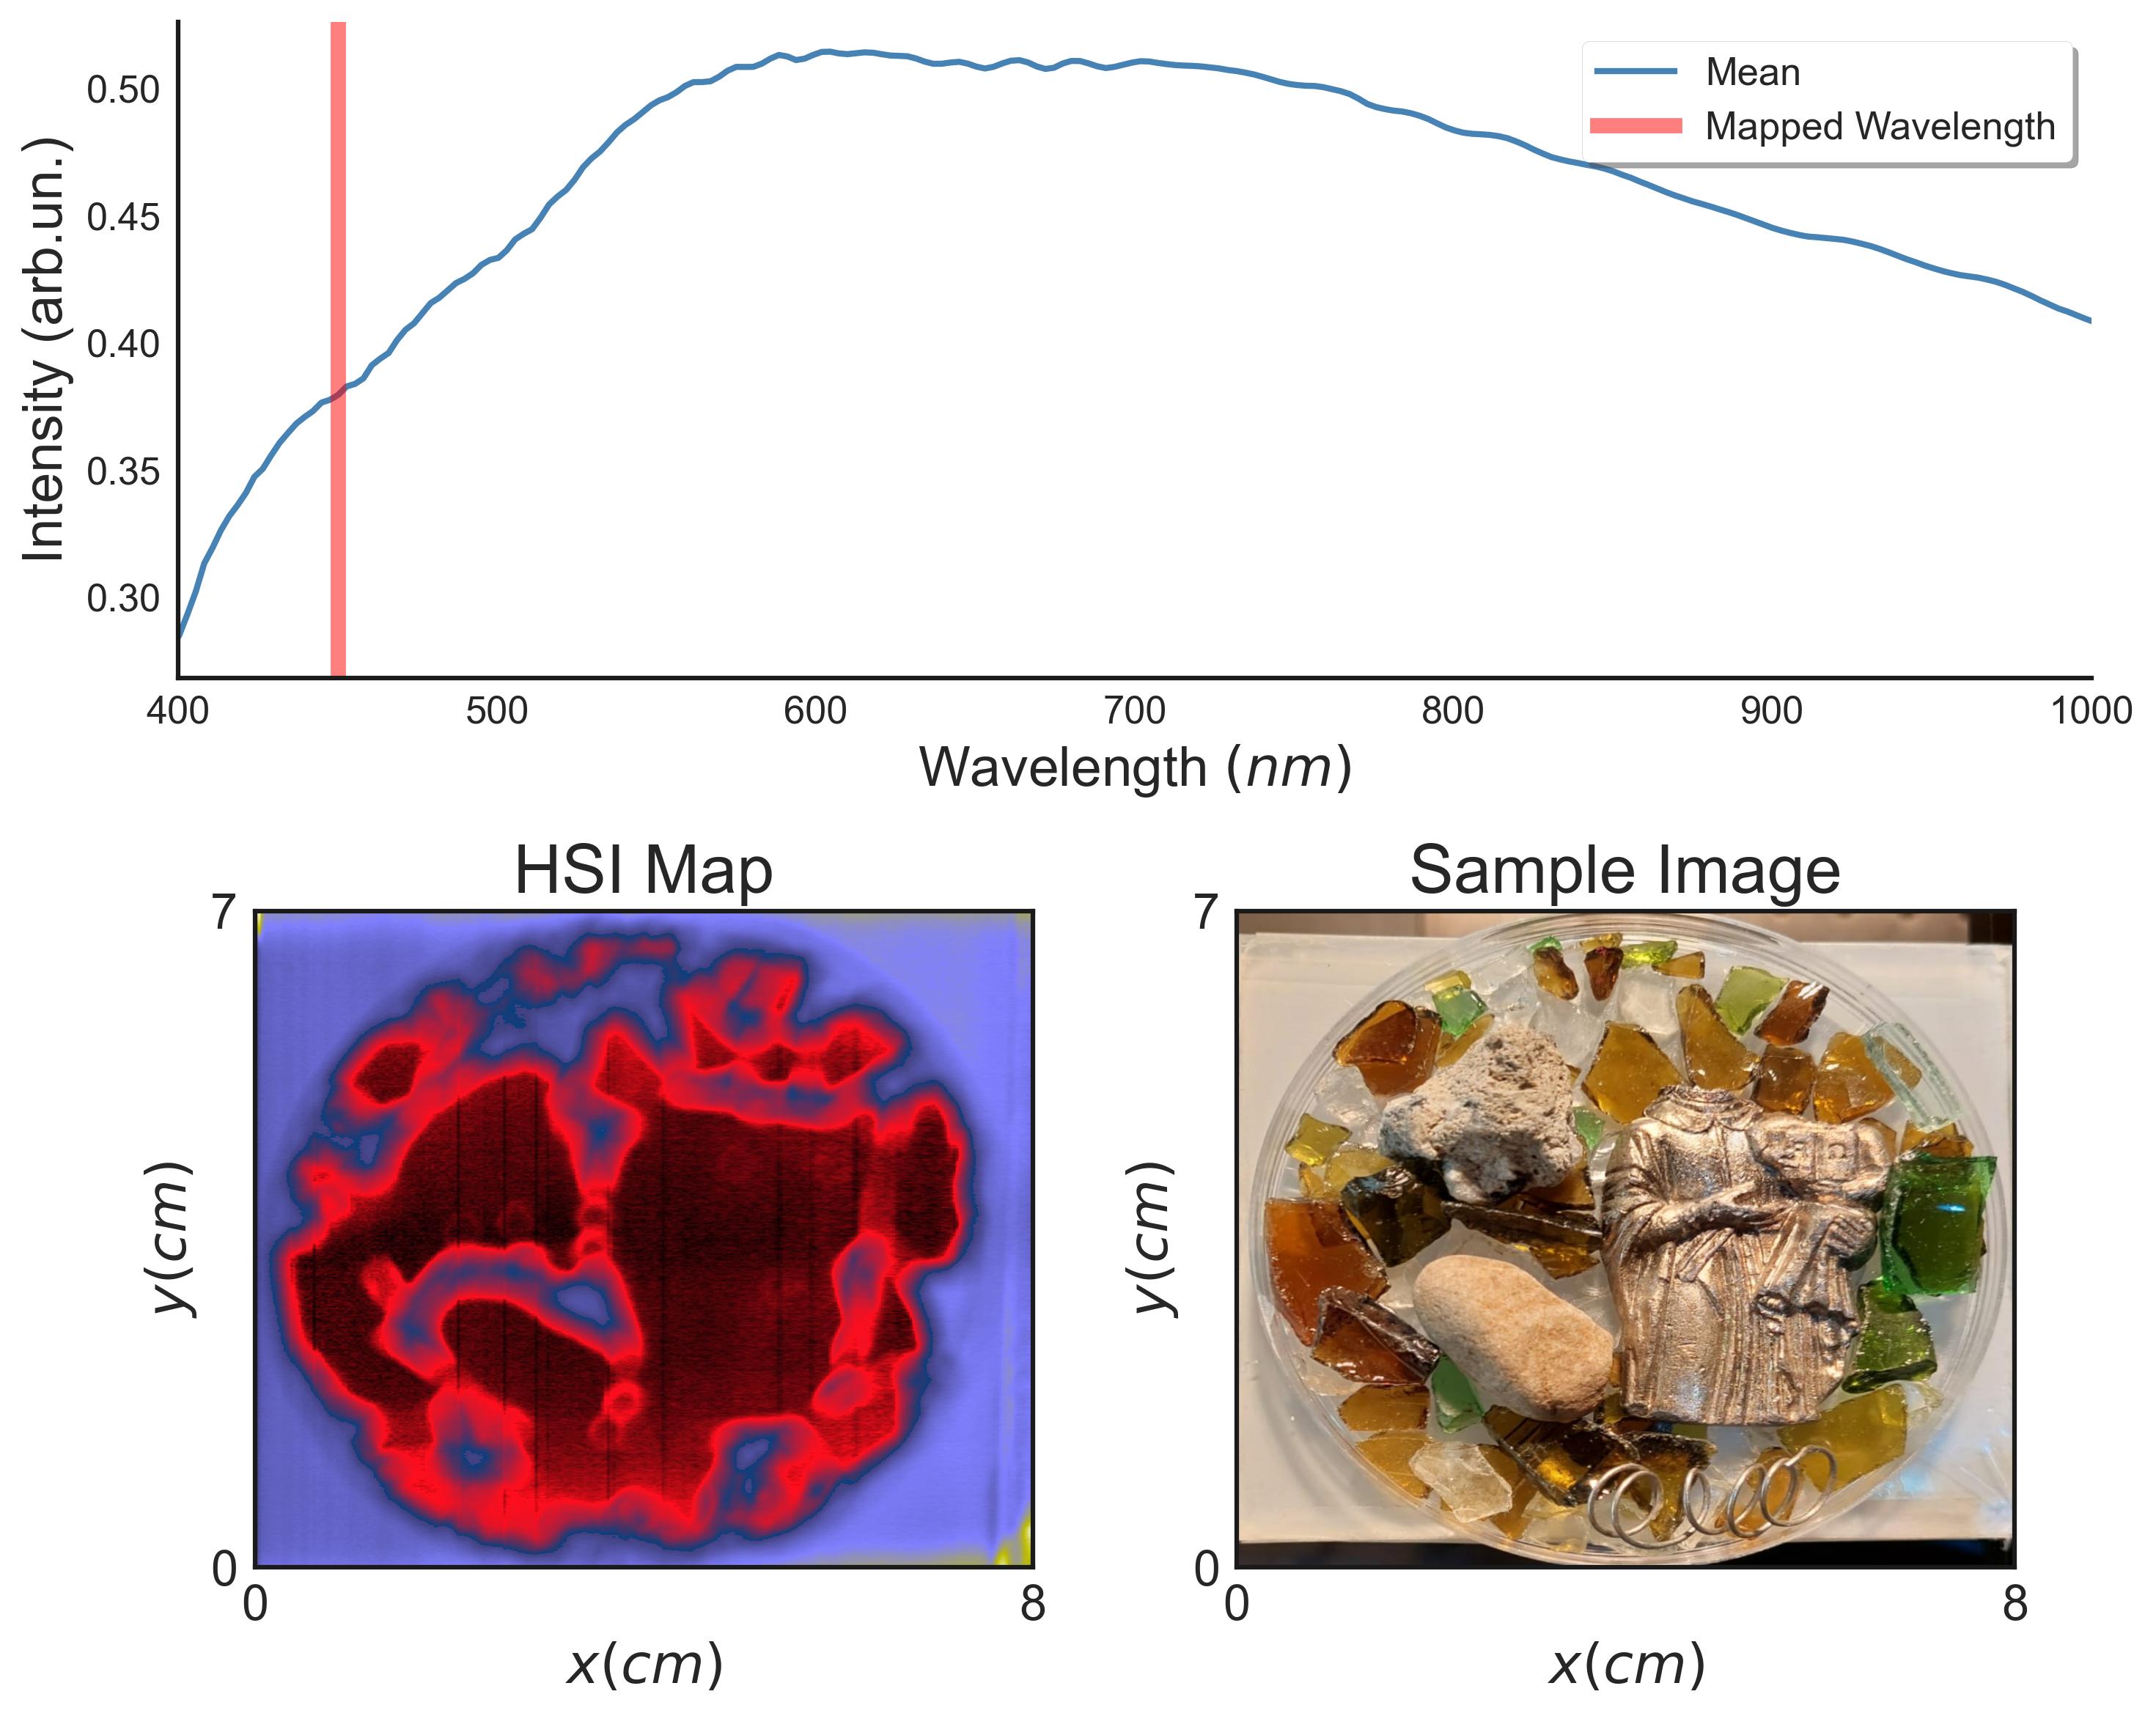 Intensity (arb.un.)
0.50
0.45
0.40
0.35
0.30
Mean
Mapped Wavelength
400 500 600 700 800 900 1000
Wavelength (nm)
HSI Map
7
y(cm)
0
0 8
x(cm)
Sample Image
7
y(cm)
0
0 8
x(cm)